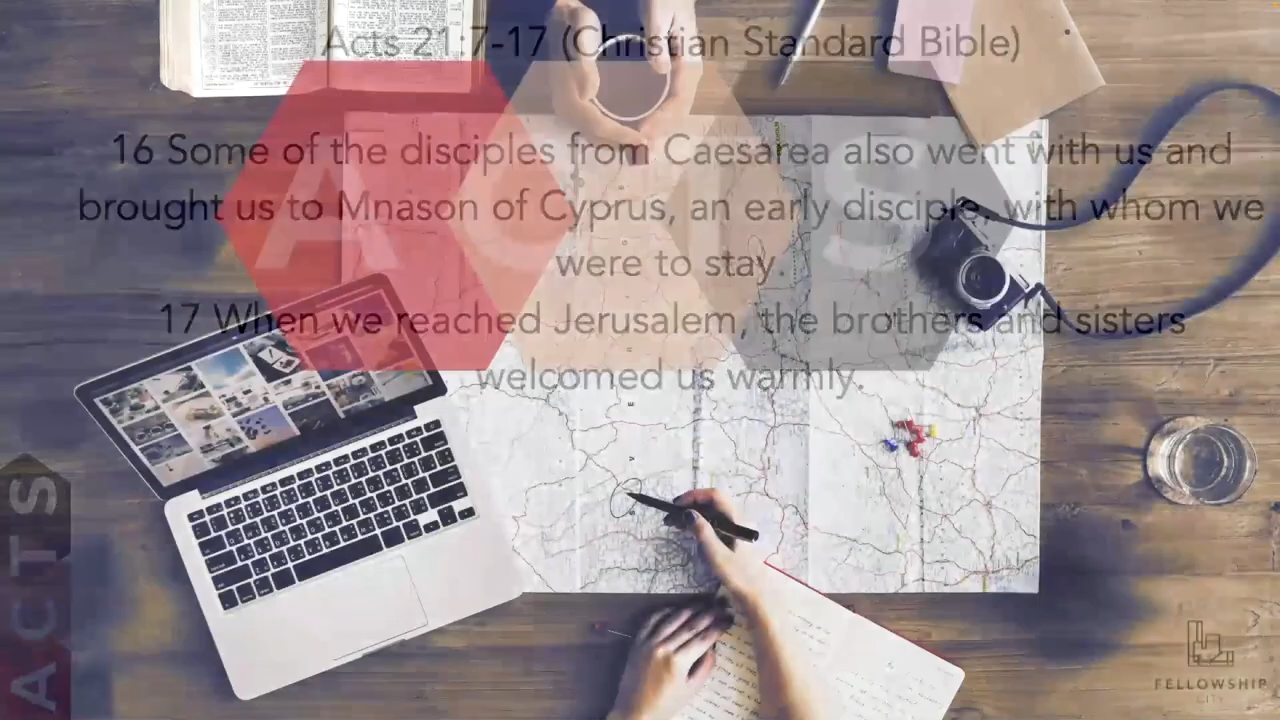 Acts 21:7-17 (Christian Standard Bible)
ACTS
16 Some of the disciples from Caesarea also went with us and
brought us to Mnason of Cyprus, an early disciple, with whom we
were to stay.
17 When we reached Jerusalem, the brothers and sisters
welcomed us warmly.
ACTS
FELLOWSHIP
CITY